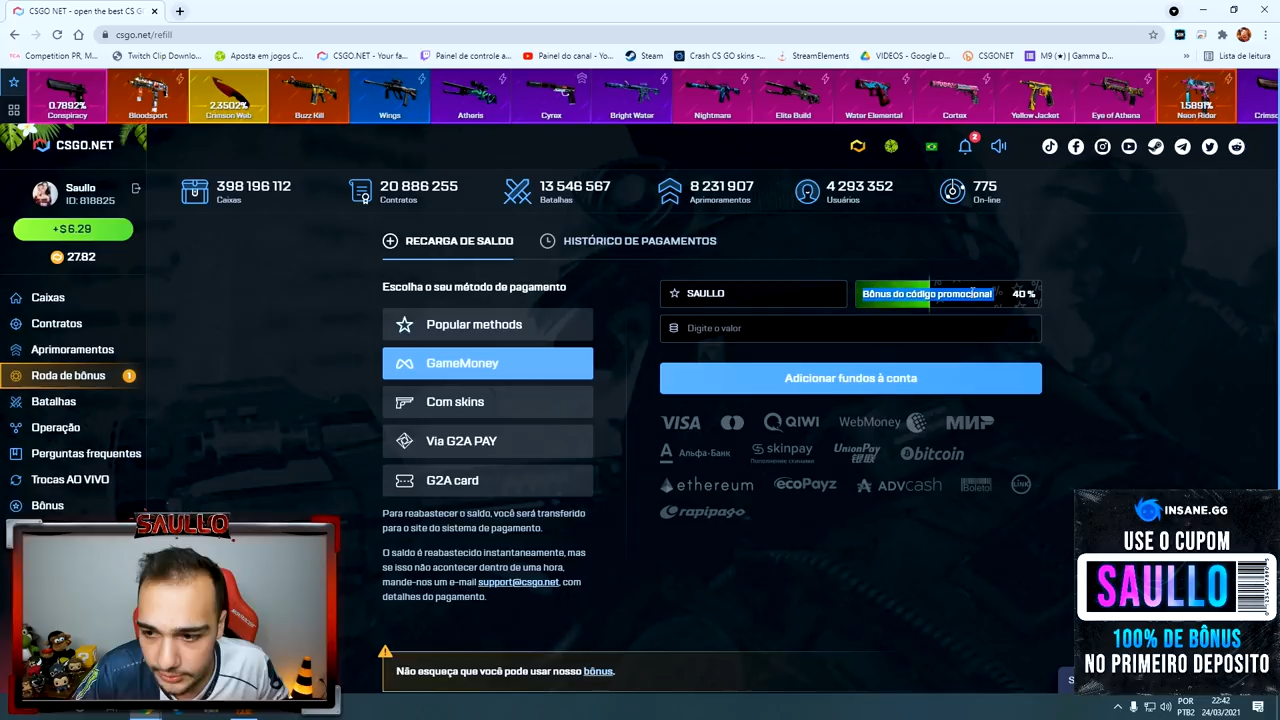 CSGO NET - open the best CS G
csgo.net/refill
Competition PR, M...
Twitch Clip Downlo...
Aposta em jogos C...
CSGO.NET - Your fa...
Painel de controle a...
Painel do canal - Yo...
Steam
Crash CS GO skins -...
StreamElements
VIDEOS - Google D...
CSGONET
M9 (★) | Gamma D...
»
Lista de leitura
0.7892%
2.3502%
1.5891%
Conspiracy
Bloodsport
Crimson Web
Buzz Kill
Wings
Atheris
Cyrex
Bright Water
Nightmare
Elite Build
Water Elemental
Cortex
Yellow Jacket
Eye of Athena
Neon Rider
Crimso
CSGO.NET
2
Saullo
ID: 818825
398 196 112
Caixas
20 886 255
Contratos
13 546 567
Batalhas
8 231 907
Aprimoramentos
4 293 352
Usuários
775
On-line
+$ 6.29
27.82
RECARGA DE SALDO
HISTÓRICO DE PAGAMENTOS
Caixas
Contratos
Aprimoramentos
Roda de bônus 1
Batalhas
Operação
Perguntas frequentes
Trocas AO VIVO
Bônus
Escolha o seu método de pagamento
Popular methods
GameMoney
Com skins
Via G2A PAY
G2A card
Para reabastecer o saldo, você será transferido
para o site do sistema de pagamento.
O saldo é reabastecido instantaneamente, mas
se isso não acontecer dentro de uma hora,
mande-nos um e-mail support@csgo.net, com
detalhes do pagamento.
SAULLO
Bônus do código promocional 40 %
Digite o valor
Adicionar fundos à conta
VISA
QIWI
WebMoney
МИР
Альфа·Банк
skinpay
Пополнение скинами
UnionPay
银联
bitcoin
ethereum
ecoPayz
ADVCASH
Boleto
LINK
rapipago
Não esqueça que você pode usar nosso bônus.
SAULLO
INSANE.GG
USE O CUPOM
SAULLO
100% DE BÔNUS
NO PRIMEIRO DEPOSITO
POR
PTB2
22:42
24/03/2021